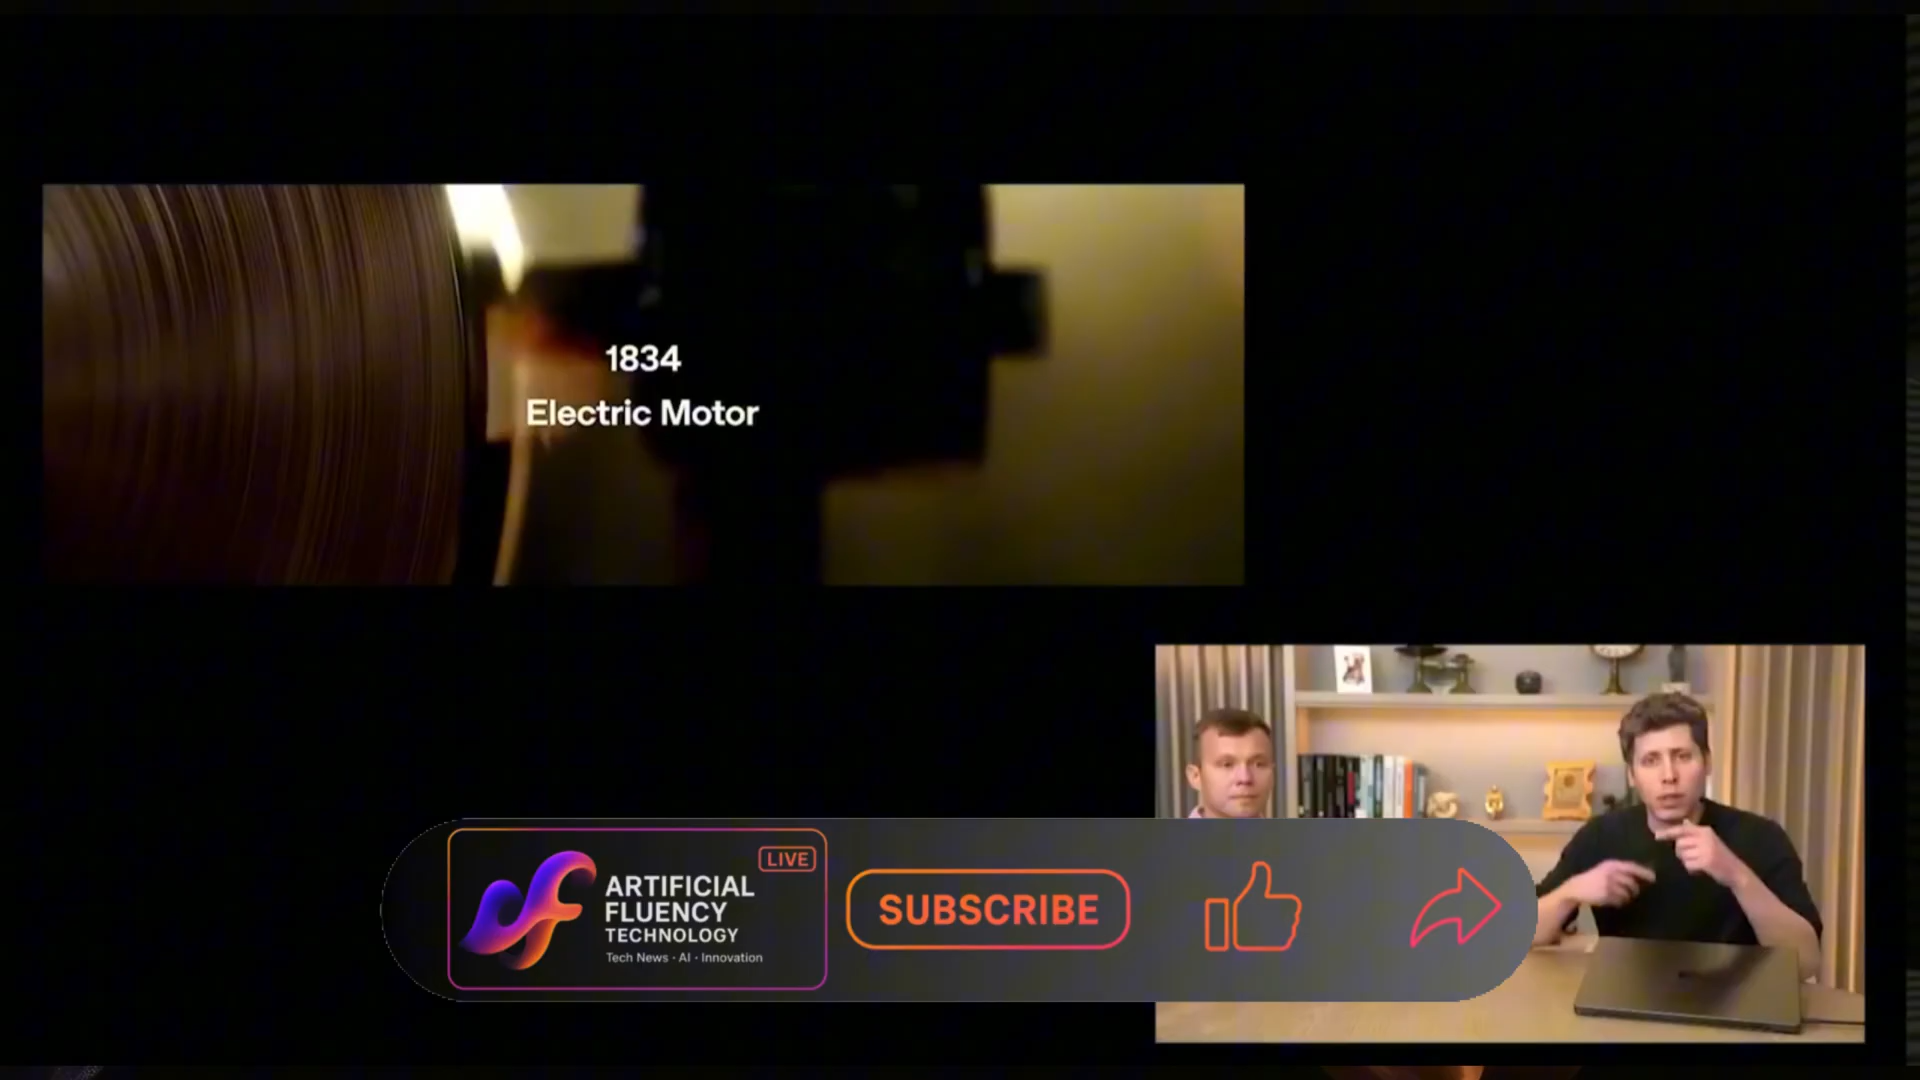 1834
Electric Motor
LIVE
ARTIFICIAL
FLUENCY
TECHNOLOGY
Tech News · AI · Innovation
SUBSCRIBE